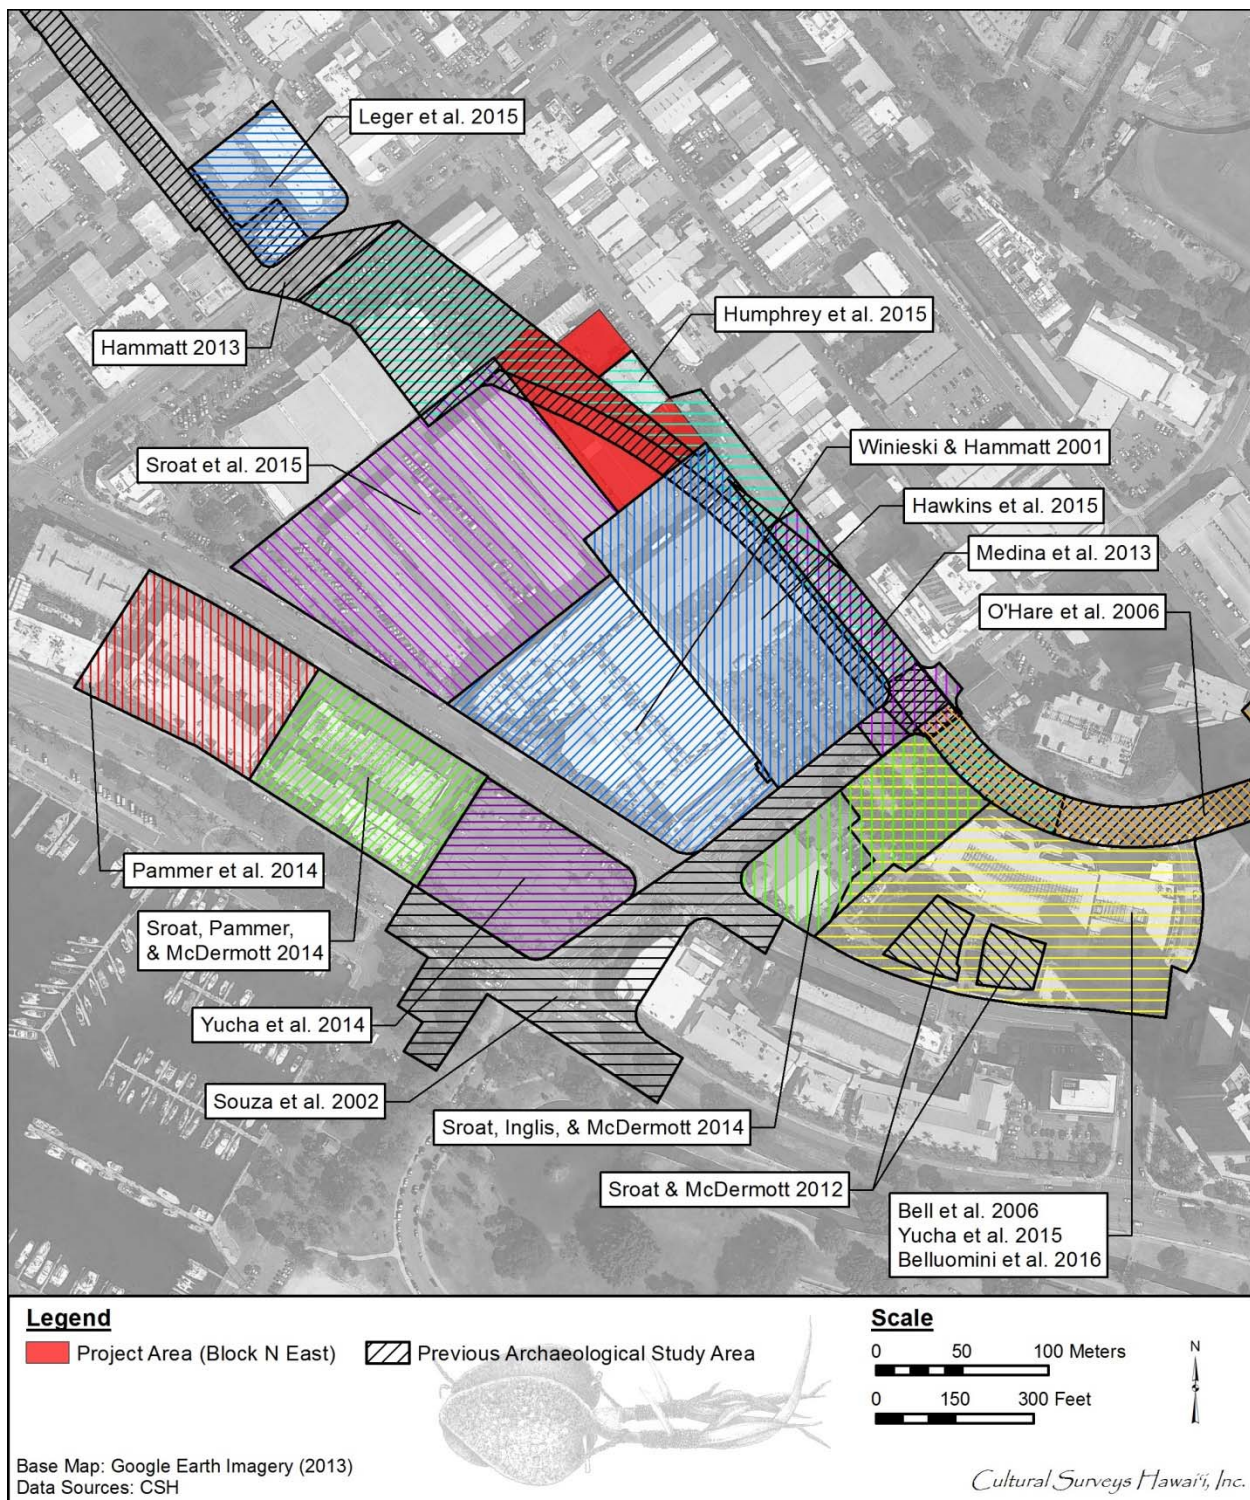 Leger et al. 2015
Humphrey et al. 2015
Hammatt 2013
Winieski & Hammatt 2001
Sroat et al. 2015
Hawkins et al. 2015
Medina et al. 2013
O'Hare et al. 2006
Pammer et al. 2014
Sroat, Pammer,
& McDermott 2014
Yucha et al. 2014
Souza et al. 2002
Sroat, Inglis, & McDermott 2014
Sroat & McDermott 2012
Bell et al. 2006
Yucha et al. 2015
Belluomini et al. 2016
Legend
Project Area (Block N East)
Previous Archaeological Study Area
Scale
0 50 100 Meters
0 150 300 Feet
N
Base Map: Google Earth Imagery (2013)
Data Sources: CSH
Cultural Surveys Hawaiʻi, Inc.